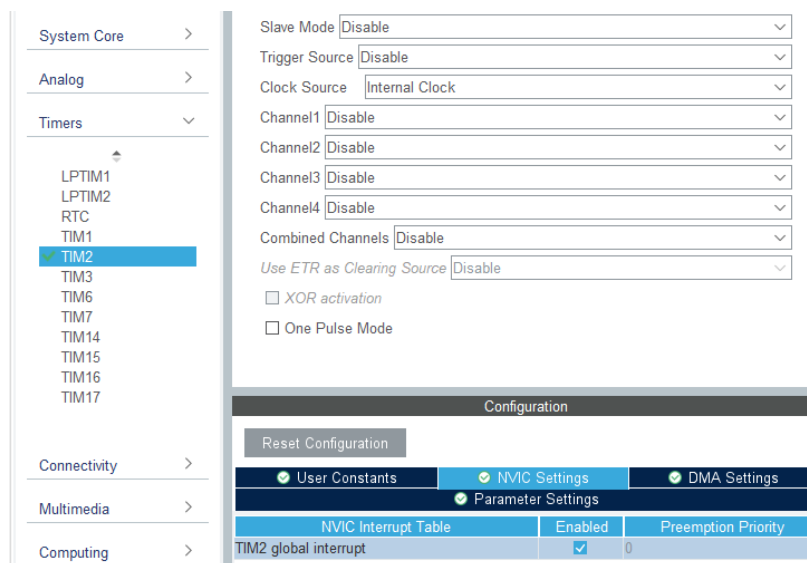 System Core
Analog
Timers
LPTIM1
LPTIM2
RTC
TIM1
TIM2
TIM3
TIM6
TIM7
TIM14
TIM15
TIM16
TIM17
Connectivity
Multimedia
Computing
Slave Mode Disable
Trigger Source Disable
Clock Source Internal Clock
Channel1 Disable
Channel2 Disable
Channel3 Disable
Channel4 Disable
Combined Channels Disable
Use ETR as Clearing Source Disable
XOR activation
One Pulse Mode
Configuration
Reset Configuration
User Constants NVIC Settings DMA Settings
Parameter Settings
NVIC Interrupt Table Enabled Preemption Priority
TIM2 global interrupt 0